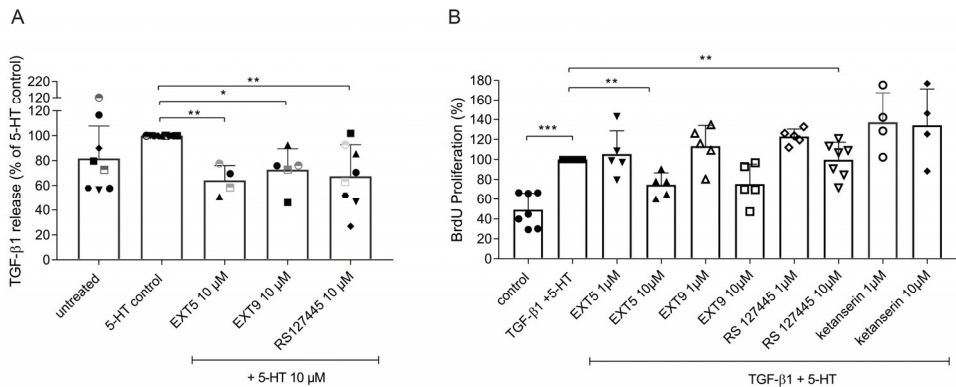 A
TGF-β1 release (% of 5-HT control)
220
120
120
100
80
60
40
20
0
**
*
**
untreated
5-HT control
EXT5 10 µM
EXT9 10 µM
RS127445 10 µM
+ 5-HT 10 µM
B
BrdU Proliferation (%)
180
160
140
120
100
80
60
40
20
0
**
**
***
control
TGF-β1 +5-HT
EXT5 1µM
EXT5 10µM
EXT9 1µM
EXT9 10µM
RS 127445 1µM
RS 127445 10µM
ketanserin 1µM
ketanserin 10µM
TGF-β1 + 5-HT